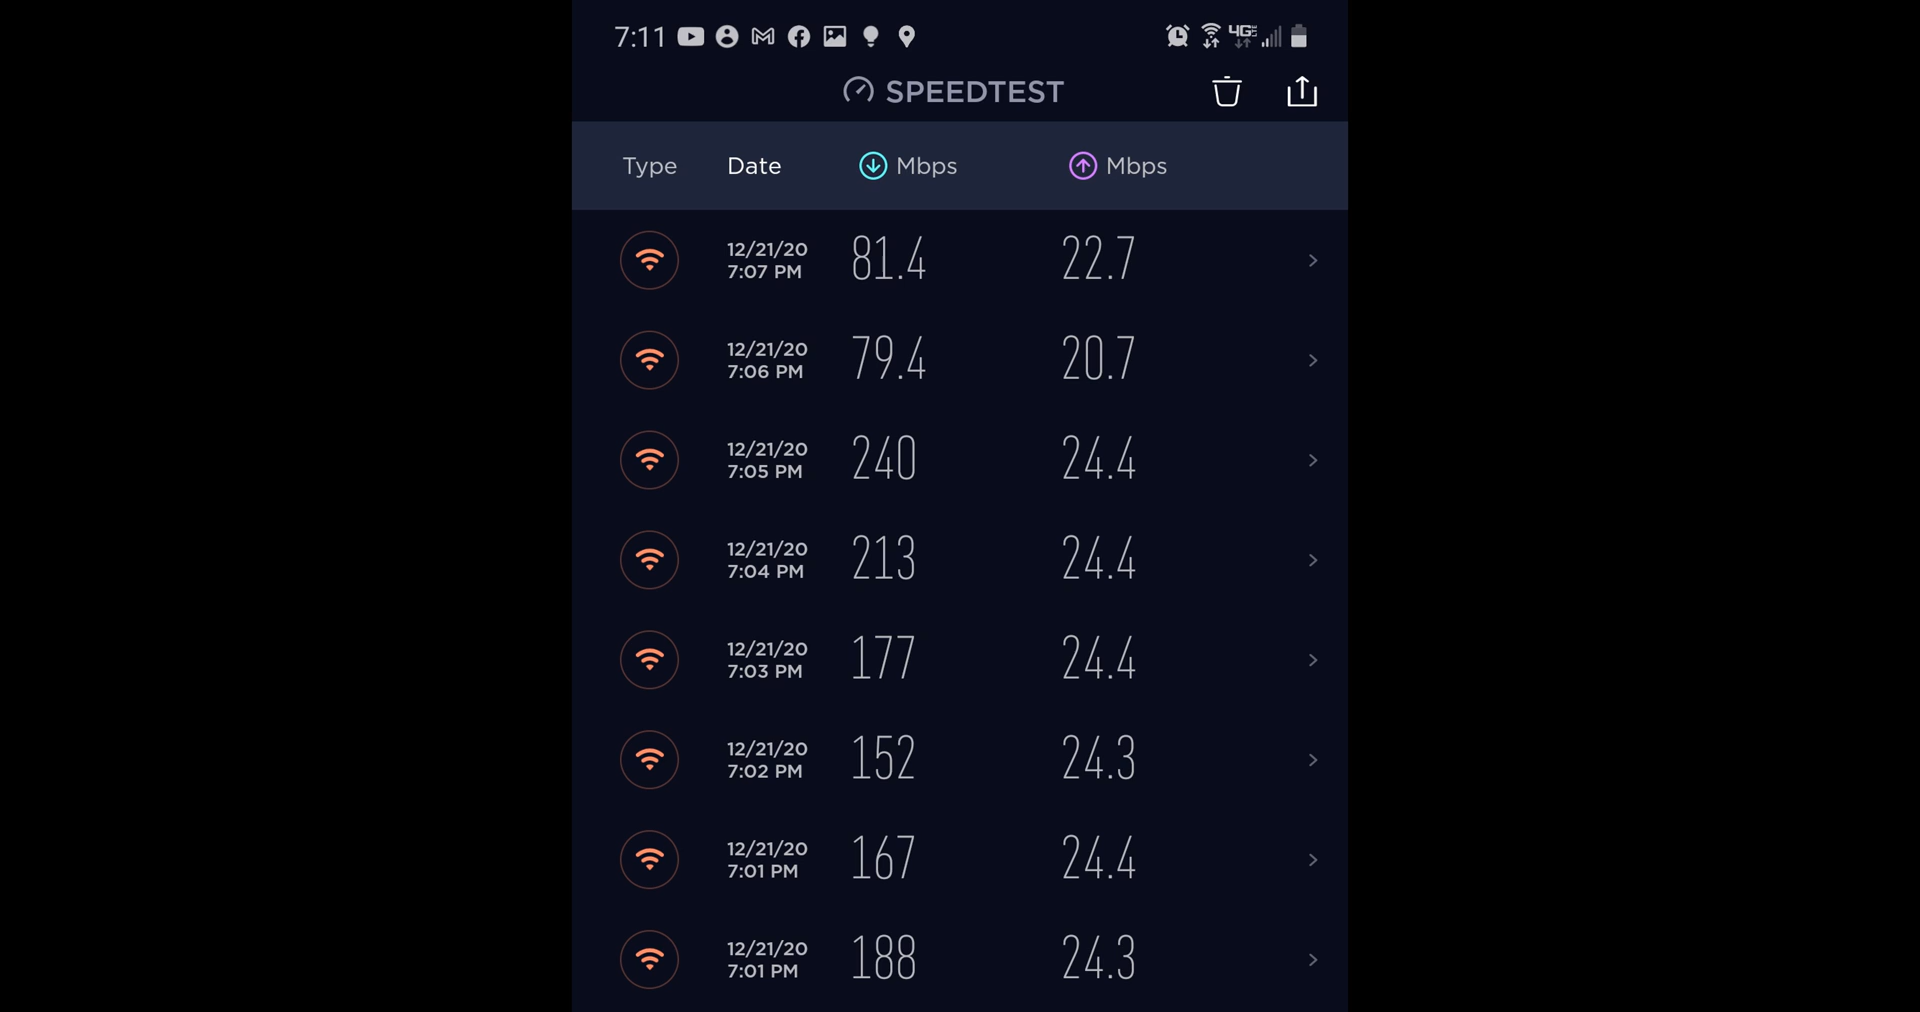 7:11 4G LTE
SPEEDTEST
Type Date Mbps Mbps
12/21/20
7:07 PM 81.4 22.7
12/21/20
7:06 PM 79.4 20.7
12/21/20
7:05 PM 240 24.4
12/21/20
7:04 PM 213 24.4
12/21/20
7:03 PM 177 24.4
12/21/20
7:02 PM 152 24.3
12/21/20
7:01 PM 167 24.4
12/21/20
7:01 PM 188 24.3